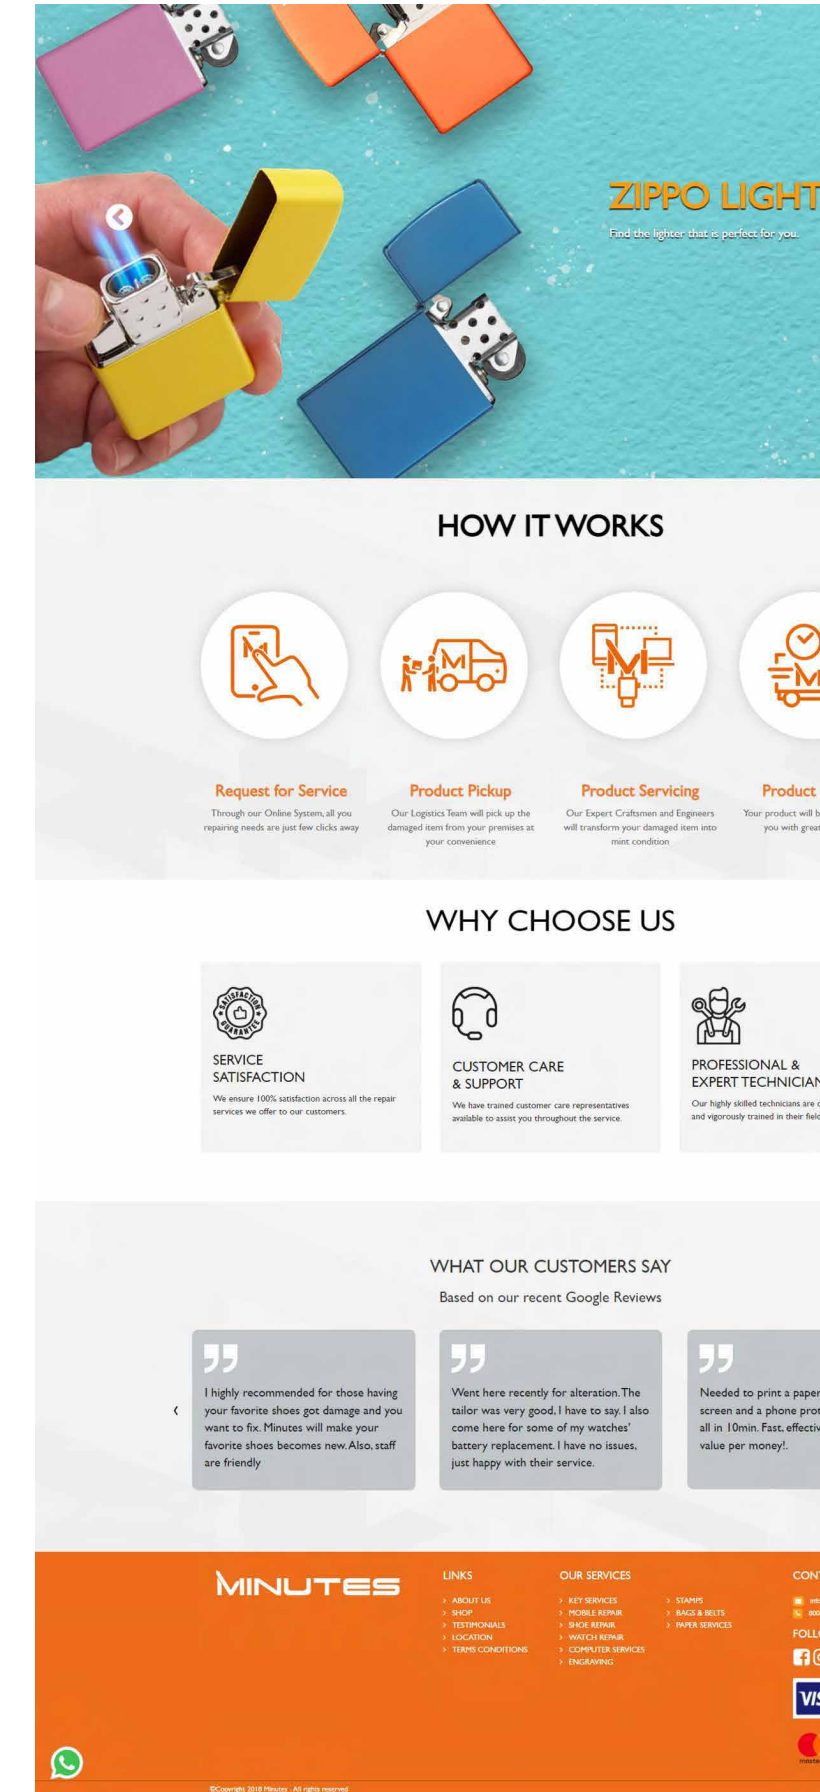 ZIPPO LIGHT
Find the lighter that is perfect for you.
HOW IT WORKS
Request for Service
Through our Online System, all you
repairing needs are just few clicks away
Product Pickup
Our Logistics Team will pick up the
damaged item from your premises at
your convenience
Product Servicing
Our Expert Craftsmen and Engineers
will transform your damaged item into
mint condition
Product
Your product will b
you with great
WHY CHOOSE US
SATISFACTION
GUARANTEE
SERVICE
SATISFACTION
We ensure 100% satisfaction across all the repair
services we offer to our customers.
CUSTOMER CARE
& SUPPORT
We have trained customer care representatives
available to assist you throughout the service.
PROFESSIONAL &
EXPERT TECHNICIAN
Our highly skilled technicians are
and vigorously trained in their field
WHAT OUR CUSTOMERS SAY
Based on our recent Google Reviews
I highly recommended for those having
your favorite shoes got damage and you
want to fix. Minutes will make your
favorite shoes becomes new. Also, staff
are friendly
Went here recently for alteration. The
tailor was very good, I have to say. I also
come here for some of my watches'
battery replacement. I have no issues,
just happy with their service.
Needed to print a paper
screen and a phone prot
all in 10min. Fast, effectiv
value per money!.
MINUTES
LINKS
> ABOUT US
> SHOP
> TESTIMONIALS
> LOCATION
> TERMS CONDITIONS
OUR SERVICES
> KEY SERVICES
> MOBILE REPAIR
> SHOE REPAIR
> WATCH REPAIR
> COMPUTER SERVICES
> ENGRAVING
> STAMPS
> BAGS & BELTS
> PAPER SERVICES
CONT
800
FOLLO
VIS
©Copyright 2018 Minutes - All rights reserved